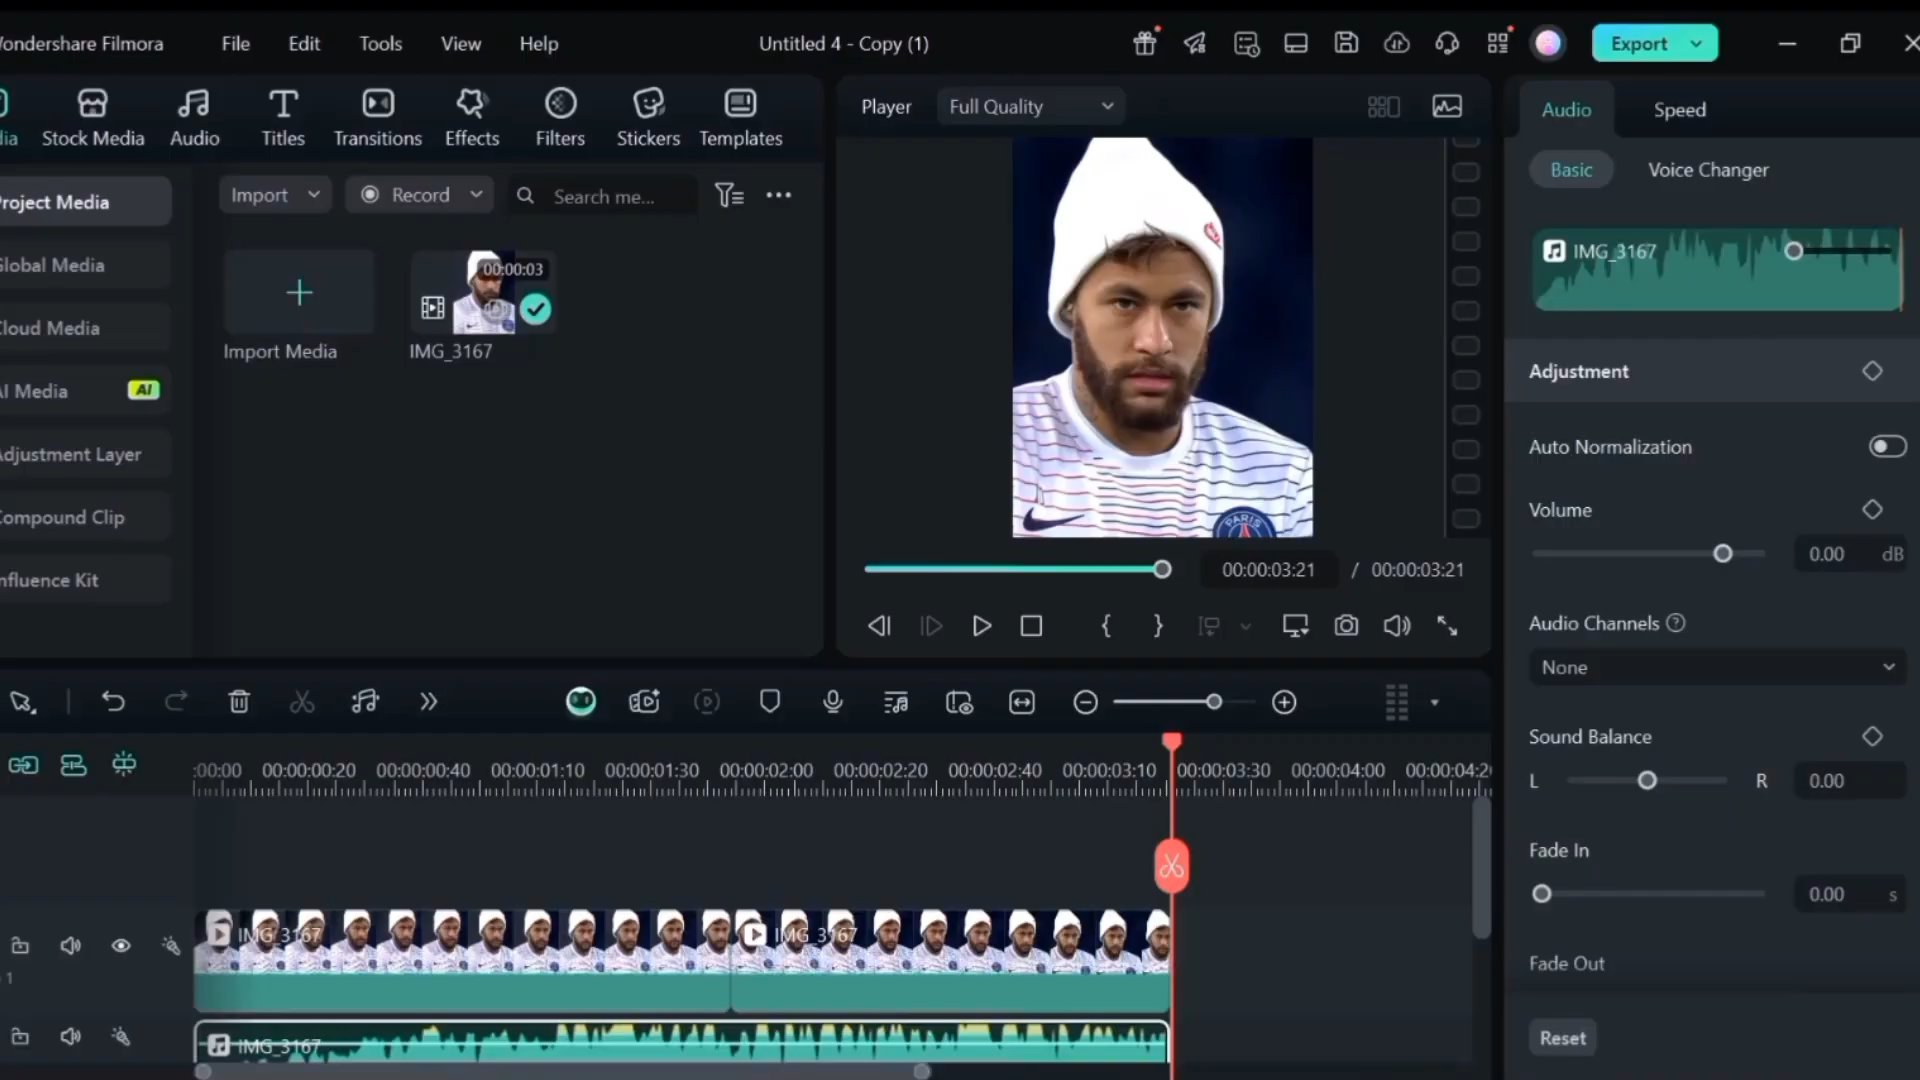 Wondershare Filmora
File
Edit
Tools
View
Help
Untitled 4 - Copy (1)
Export
Stock Media
Audio
Titles
Transitions
Effects
Filters
Stickers
Templates
Player
Full Quality
Audio
Speed
Basic
Voice Changer
Project Media
Global Media
Cloud Media
AI Media
AI
Adjustment Layer
Compound Clip
Influence Kit
Import
Record
Search me...
00:00:03
Import Media
IMG_3167
PARIS
00:00:03:21 / 00:00:03:21
IMG_3167
Adjustment
Auto Normalization
Volume
0.00 dB
Audio Channels
None
Sound Balance
L
R
0.00
Fade In
0.00 s
Fade Out
Reset
:00:00
00:00:00:20
00:00:00:40
00:00:01:10
00:00:01:30
00:00:02:00
00:00:02:20
00:00:02:40
00:00:03:10
00:00:03:30
00:00:04:00
00:00:04:20
IMG_3167
IMG_3167
1
IMG_3167